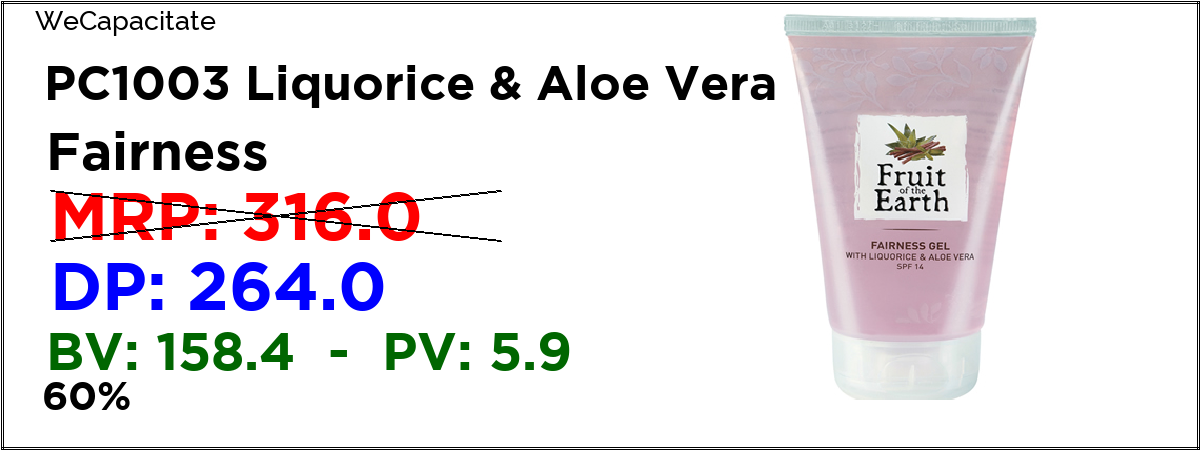 WeCapacitate
PC1003 Liquorice & Aloe Vera
Fairness
MRP: 316.0
DP: 264.0
BV: 158.4 - PV: 5.9
60%
Fruit
of the
Earth
FAIRNESS GEL
WITH LIQUORICE & ALOE VERA
SPF 14